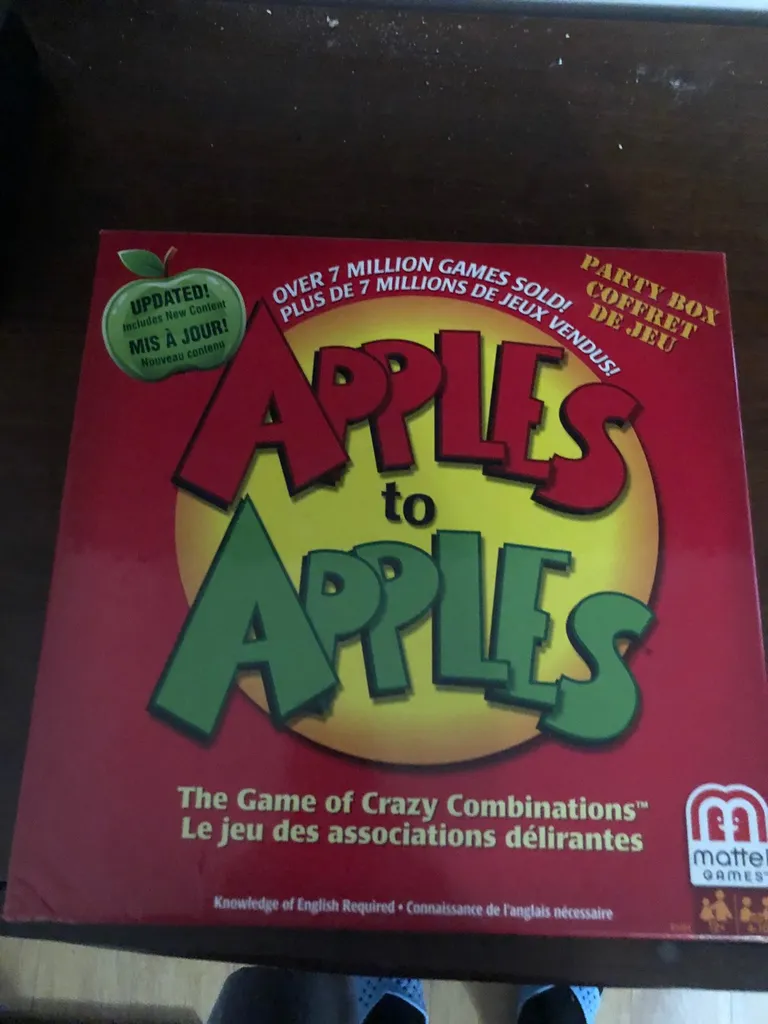 UPDATED!
Includes New Content
MIS À JOUR!
Nouveau contenu
OVER 7 MILLION GAMES SOLD!
PLUS DE 7 MILLIONS DE JEUX VENDUS!
PARTY BOX
COFFRET
DE JEU
APPLES
to
APPLES
The Game of Crazy Combinations™
Le jeu des associations délirantes
mattel
GAMES™
Knowledge of English Required • Connaissance de l'anglais nécessaire
12+